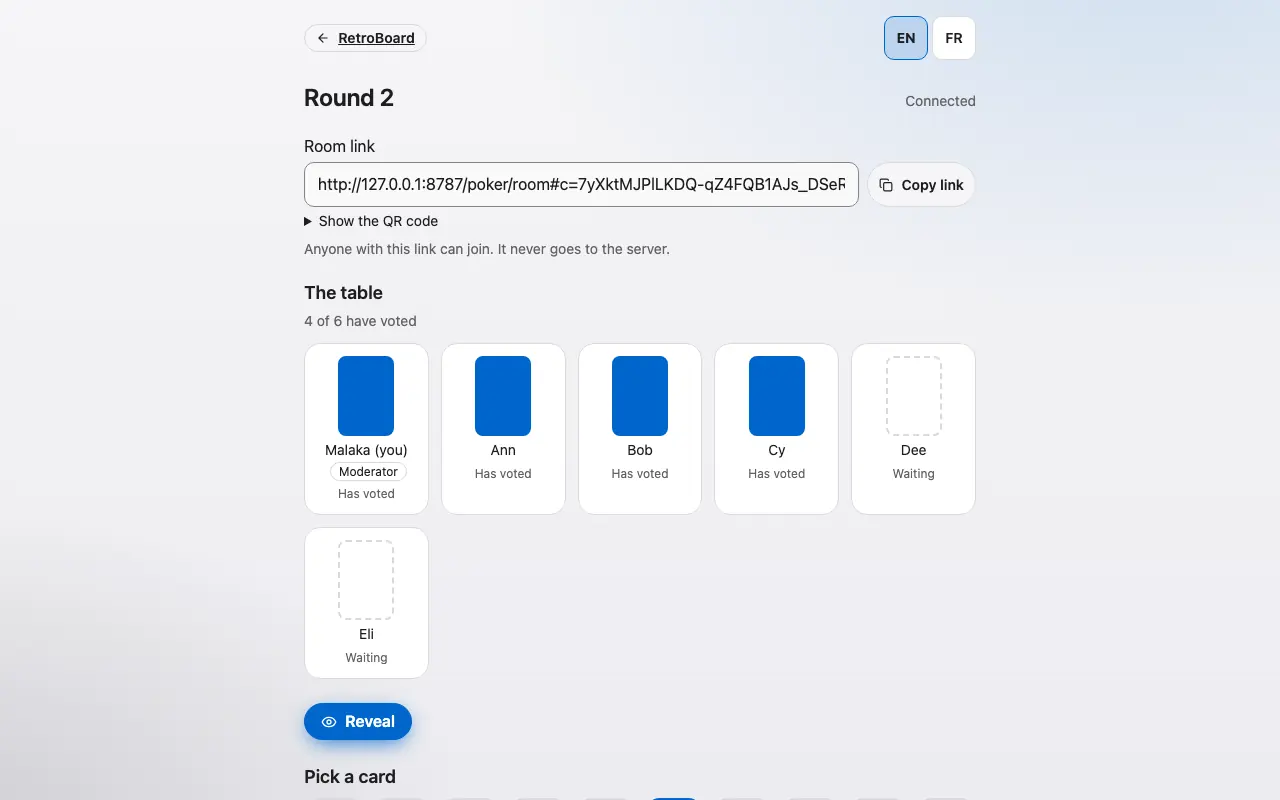 RetroBoard
EN FR
Round 2
Connected
Room link
http://127.0.0.1:8787/poker/room#c=7yXktMJPlLKDQ-qZ4FQB1AJs_DSeR
Copy link
Show the QR code
Anyone with this link can join. It never goes to the server.
The table
4 of 6 have voted
Malaka (you)
Moderator
Has voted
Ann
Has voted
Bob
Has voted
Cy
Has voted
Dee
Waiting
Eli
Waiting
Reveal
Pick a card